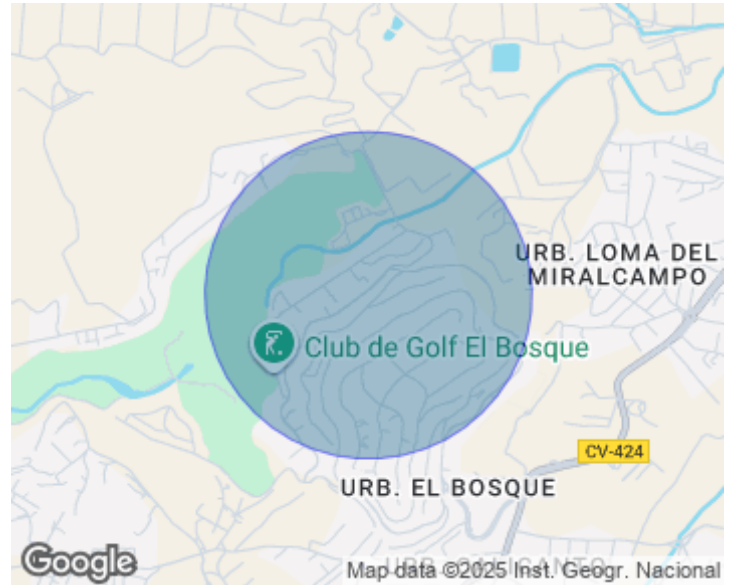 URB. LOMA DEL
MIRALCAMPO
Club de Golf El Bosque
CV-424
URB. EL BOSQUE
Google
Map data ©2025 Inst. Geogr. Nacional